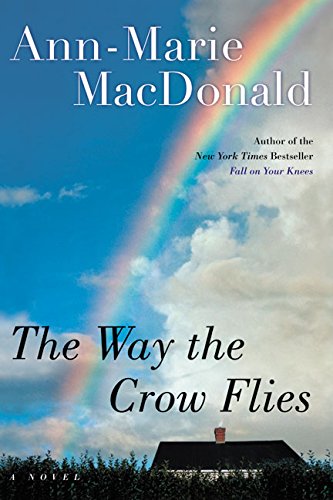 Ann-Marie
MacDonald
Author of the
New York Times Bestseller
Fall on Your Knees
The Way the
Crow Flies
A NOVEL